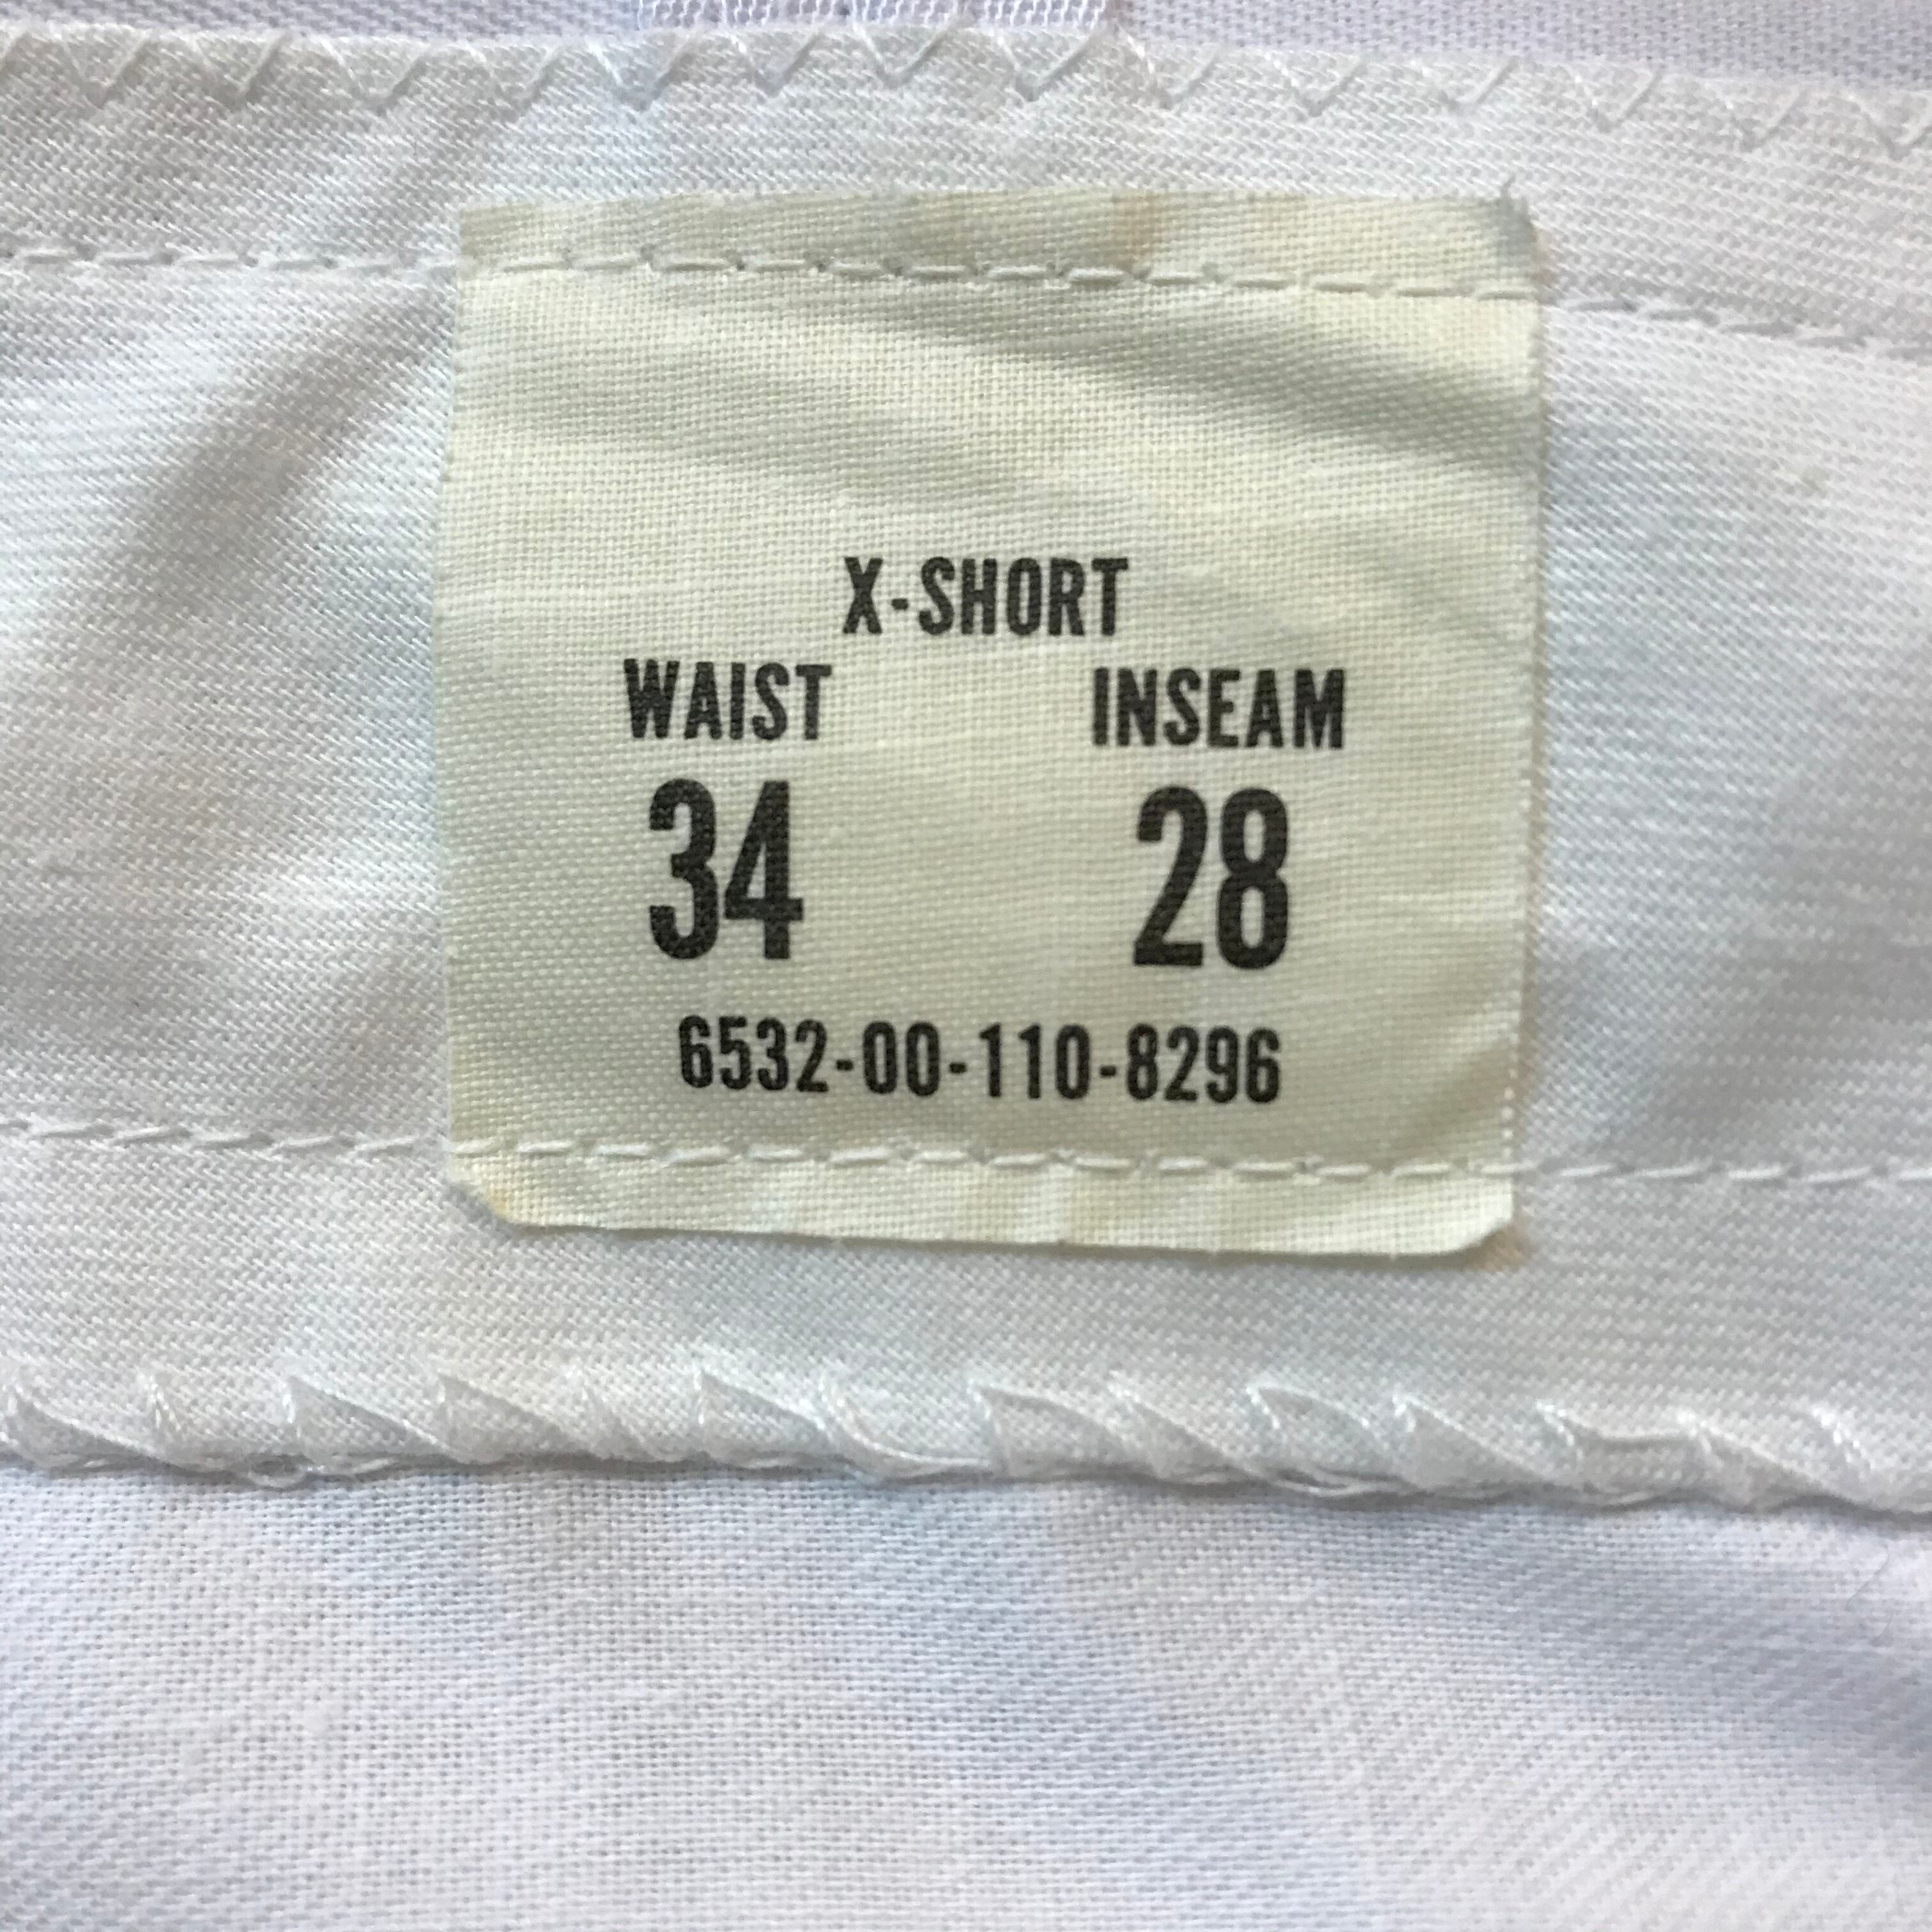 X-SHORT
WAIST INSEAM
34 28
6532-00-110-8296